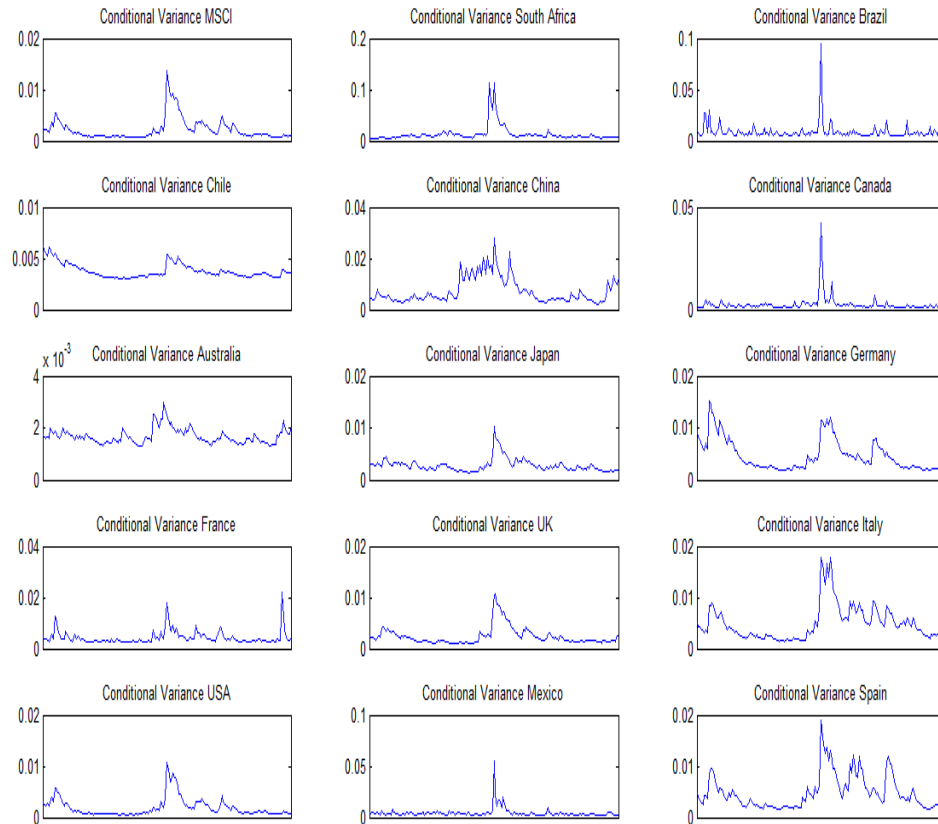 Conditional Variance MSCI
0.02
0.01
0
Conditional Variance South Africa
0.2
0.1
0
Conditional Variance Brazil
0.1
0.05
0
Conditional Variance Chile
0.01
0.005
0
Conditional Variance China
0.04
0.02
0
Conditional Variance Canada
0.05
0
x 10^-3
Conditional Variance Australia
4
2
0
Conditional Variance Japan
0.02
0.01
0
Conditional Variance Germany
0.02
0.01
0
Conditional Variance France
0.04
0.02
0
Conditional Variance UK
0.02
0.01
0
Conditional Variance Italy
0.02
0.01
0
Conditional Variance USA
0.02
0.01
0
Conditional Variance Mexico
0.1
0.05
0
Conditional Variance Spain
0.02
0.01
0